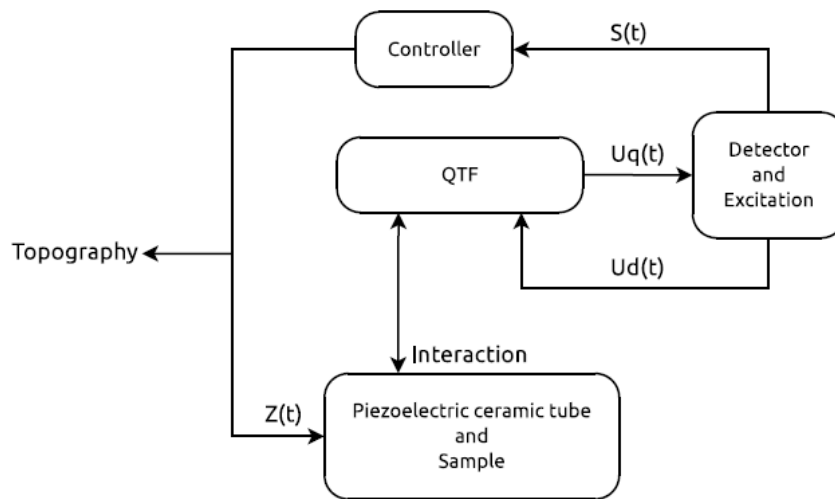 S(t)
Controller
QTF
Uq(t)
Detector
and
Excitation
Topography
Ud(t)
Interaction
Z(t)
Piezoelectric ceramic tube
and
Sample